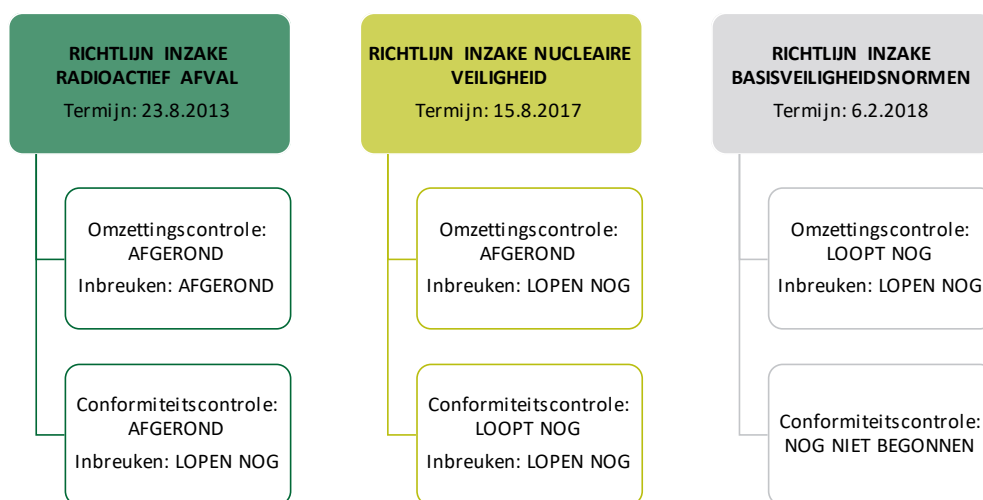 RICHTLIJN INZAKE
RADIOACTIEF AFVAL
Termijn: 23.8.2013
Omzettingscontrole:
AFGEROND
Inbreuken: AFGEROND
Conformiteitscontrole:
AFGEROND
Inbreuken: LOPEN NOG
RICHTLIJN INZAKE NUCLEAIRE
VEILIGHEID
Termijn: 15.8.2017
Omzettingscontrole:
AFGEROND
Inbreuken: LOPEN NOG
Conformiteitscontrole:
LOOPT NOG
Inbreuken: LOPEN NOG
RICHTLIJN INZAKE
BASISVEILIGHEIDSNORMEN
Termijn: 6.2.2018
Omzettingscontrole:
LOOPT NOG
Inbreuken: LOPEN NOG
Conformiteitscontrole:
NOG NIET BEGONNEN